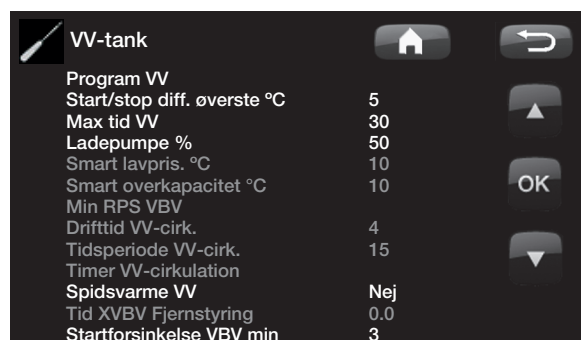 VV-tank
Program VV
Start/stop diff. øverste ºC 5
Max tid VV 30
Ladepumpe % 50
Smart lavpris. ºC 10
Smart overkapacitet °C 10
Min RPS VBV
Drifttid VV-cirk. 4
Tidsperiode VV-cirk. 15
Timer VV-cirkulation
Spidsvarme VV Nej
Tid XVBV Fjernstyring 0.0
Startforsinkelse VBV min 3
OK